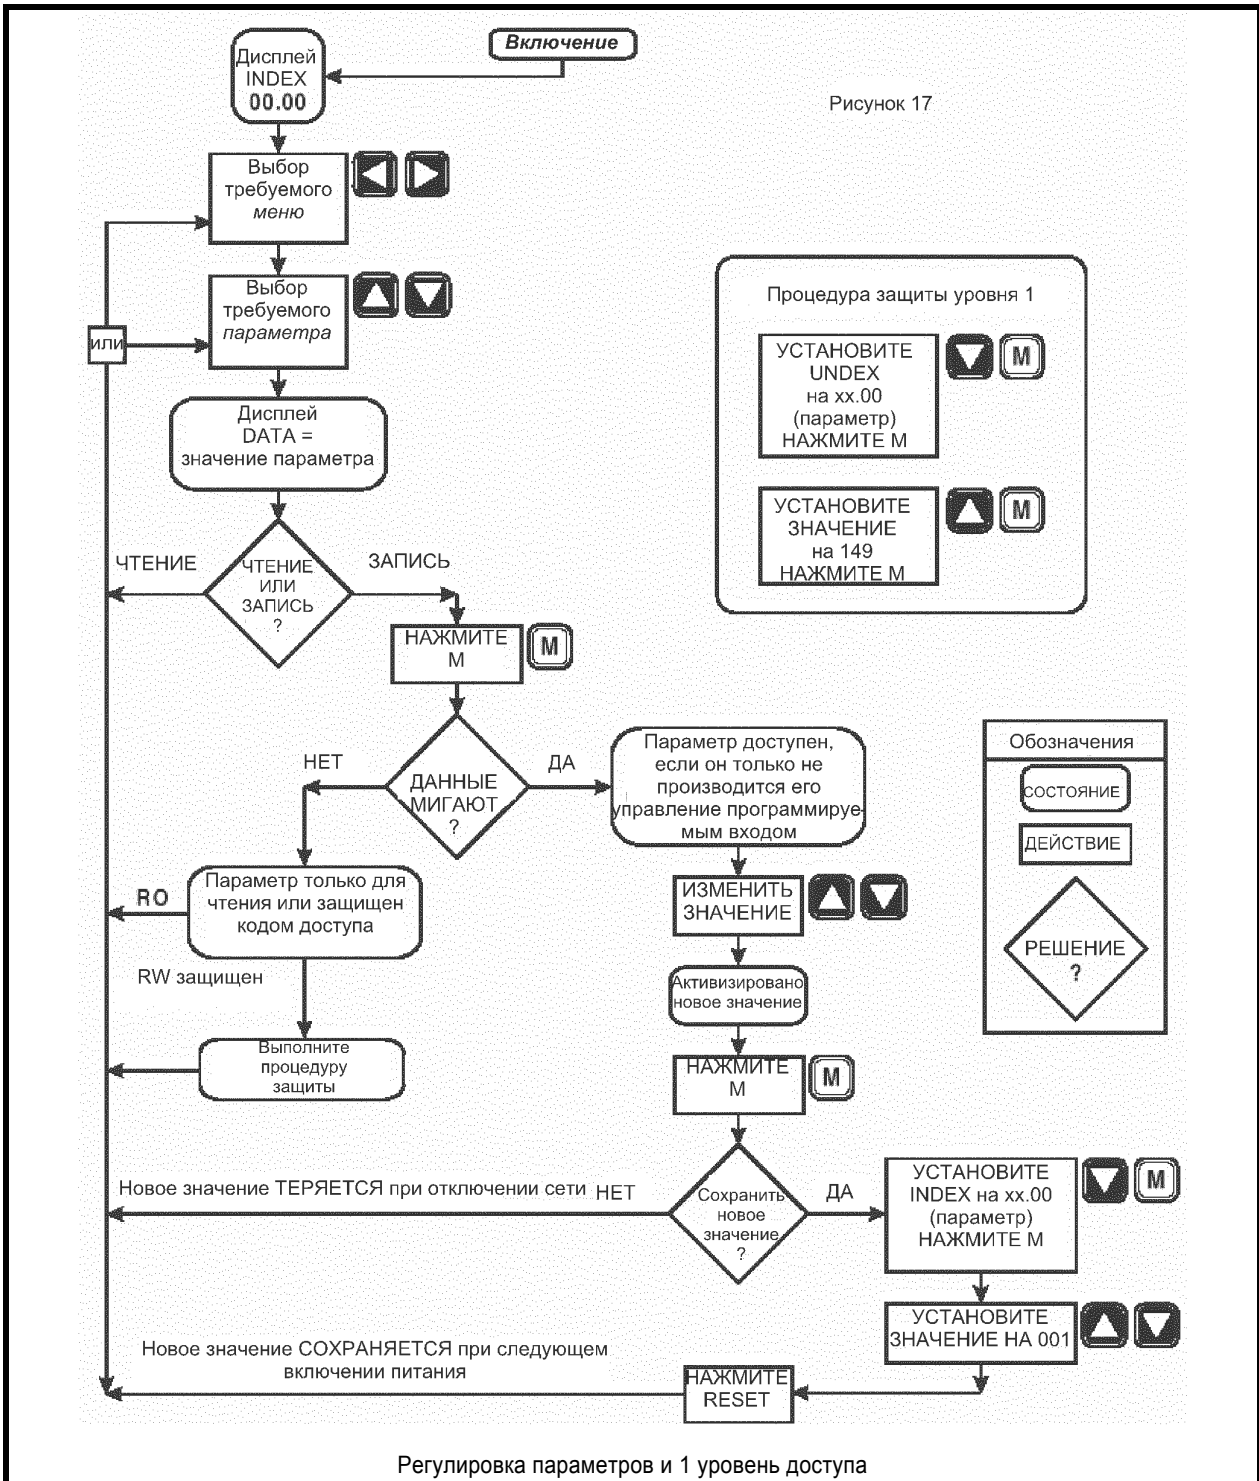 Включение
Дисплей
INDEX
00.00
Рисунок 17
Выбор
требуемого
меню
Выбор
требуемого
параметра
или
Дисплей
DATA =
значение параметра
Процедура защиты уровня 1
УСТАНОВИТЕ
UNDEX
на xx.00
(параметр)
НАЖМИТЕ М
M
УСТАНОВИТЕ
ЗНАЧЕНИЕ
на 149
НАЖМИТЕ М
M
ЧТЕНИЕ
ЧТЕНИЕ
ИЛИ
ЗАПИСЬ
?
ЗАПИСЬ
НАЖМИТЕ
М
M
НЕТ
ДАННЫЕ
МИГАЮТ
?
ДА
Параметр доступен,
если он только не
производится его
управление программируе-
мым входом
Обозначения
СОСТОЯНИЕ
ДЕЙСТВИЕ
РЕШЕНИЕ
?
RO
Параметр только для
чтения или защищен
кодом доступа
RW защищен
Выполните
процедуру
защиты
ИЗМЕНИТЬ
ЗНАЧЕНИЕ
Активизировано
новое значение
НАЖМИТЕ
М
M
Новое значение ТЕРЯЕТСЯ при отключении сети
НЕТ
Сохранить
новое
значение
?
ДА
УСТАНОВИТЕ
INDEX на xx.00
(параметр)
НАЖМИТЕ М
M
УСТАНОВИТЕ
ЗНАЧЕНИЕ НА 001
Новое значение СОХРАНЯЕТСЯ при следующем
включении питания
НАЖМИТЕ
RESET
Регулировка параметров и 1 уровень доступа